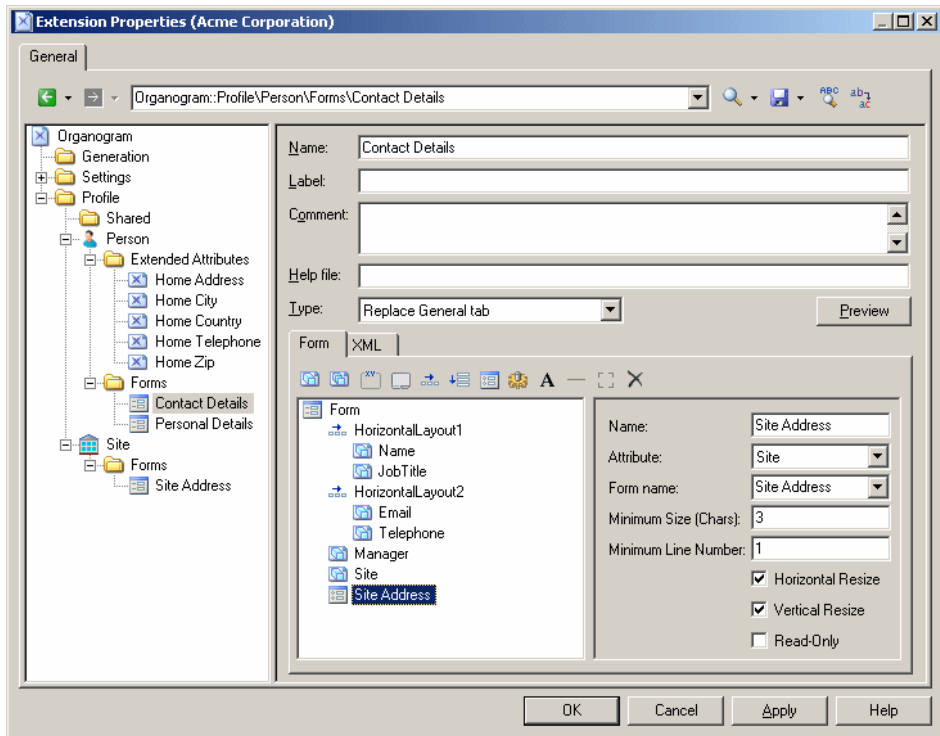 Extension Properties (Acme Corporation)
General
Organogram::Profile\Person\Forms\Contact Details
Organogram
Generation
Settings
Profile
Shared
Person
Extended Attributes
Home Address
Home City
Home Country
Home Telephone
Home Zip
Forms
Contact Details
Personal Details
Site
Forms
Site Address
Name: Contact Details
Label:
Comment:
Help file:
Type: Replace General tab Preview
Form XML
Form
HorizontalLayout1
Name
JobTitle
HorizontalLayout2
Email
Telephone
Manager
Site
Site Address
Name: Site Address
Attribute: Site
Form name: Site Address
Minimum Size (Chars): 3
Minimum Line Number: 1
Horizontal Resize
Vertical Resize
Read-Only
OK Cancel Apply Help